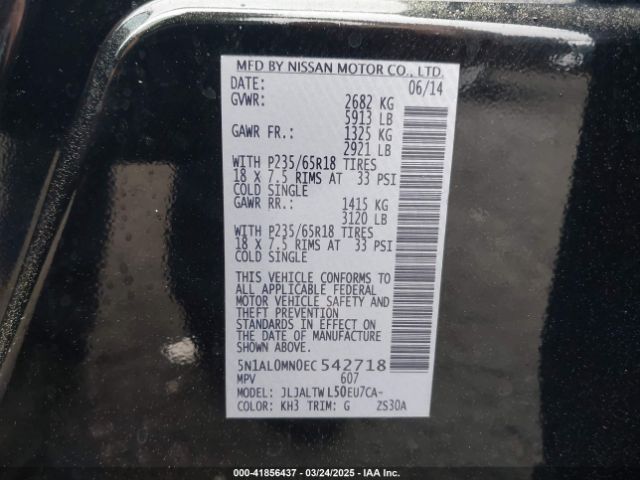 MFD BY NISSAN MOTOR CO., LTD.
DATE: 06/14
GVWR: 2682 KG
5913 LB
GAWR FR.: 1325 KG
2921 LB
WITH P235/65R18 TIRES
18 X 7.5 RIMS AT 33 PSI
COLD SINGLE
GAWR RR.: 1415 KG
3120 LB
WITH P235/65R18 TIRES
18 X 7.5 RIMS AT 33 PSI
COLD SINGLE
THIS VEHICLE CONFORMS TO
ALL APPLICABLE FEDERAL
MOTOR VEHICLE SAFETY AND
THEFT PREVENTION
STANDARDS IN EFFECT ON
THE DATE OF MANUFACTURE
SHOWN ABOVE.
5N1AL0MN0EC 542718
MPV 607
MODEL: JLJALTW L50EU7CA-
COLOR: KH3 TRIM: G ZS30A
000-41856437 - 03/24/2025 - IAA Inc.